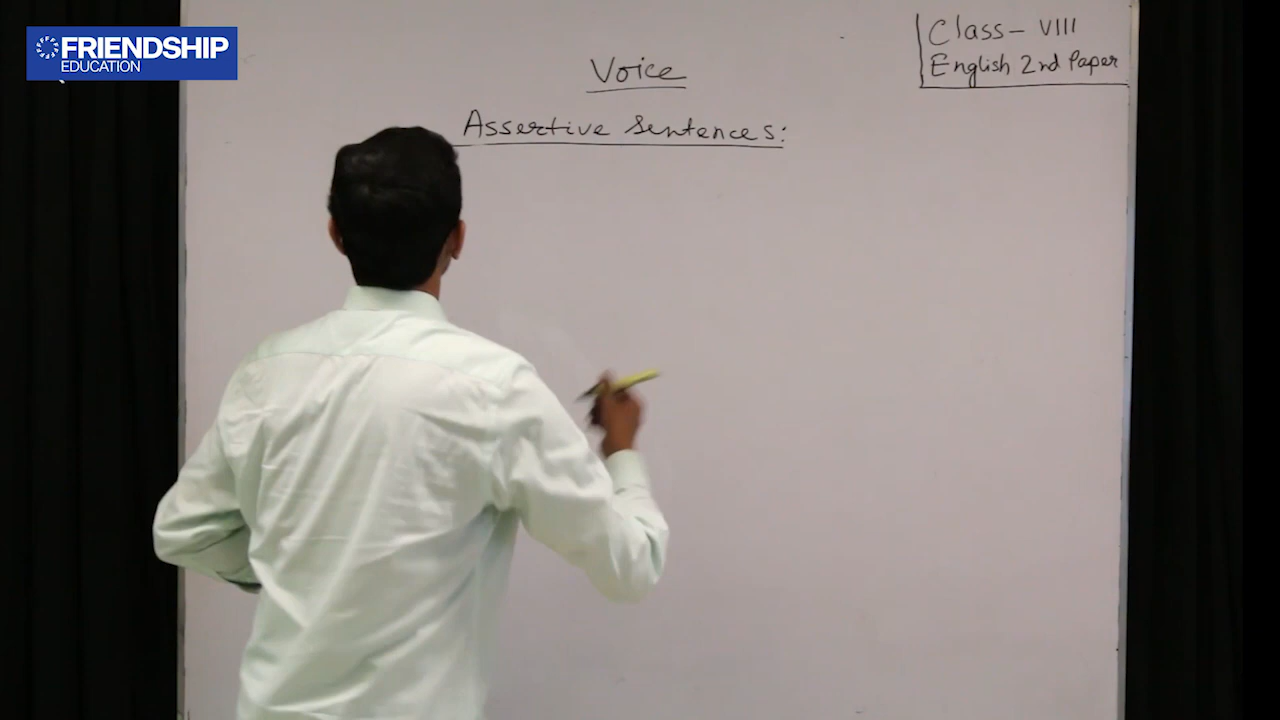 FRIENDSHIP
EDUCATION
Class - VIII
English 2nd Paper
Voice
Assertive Sentences: